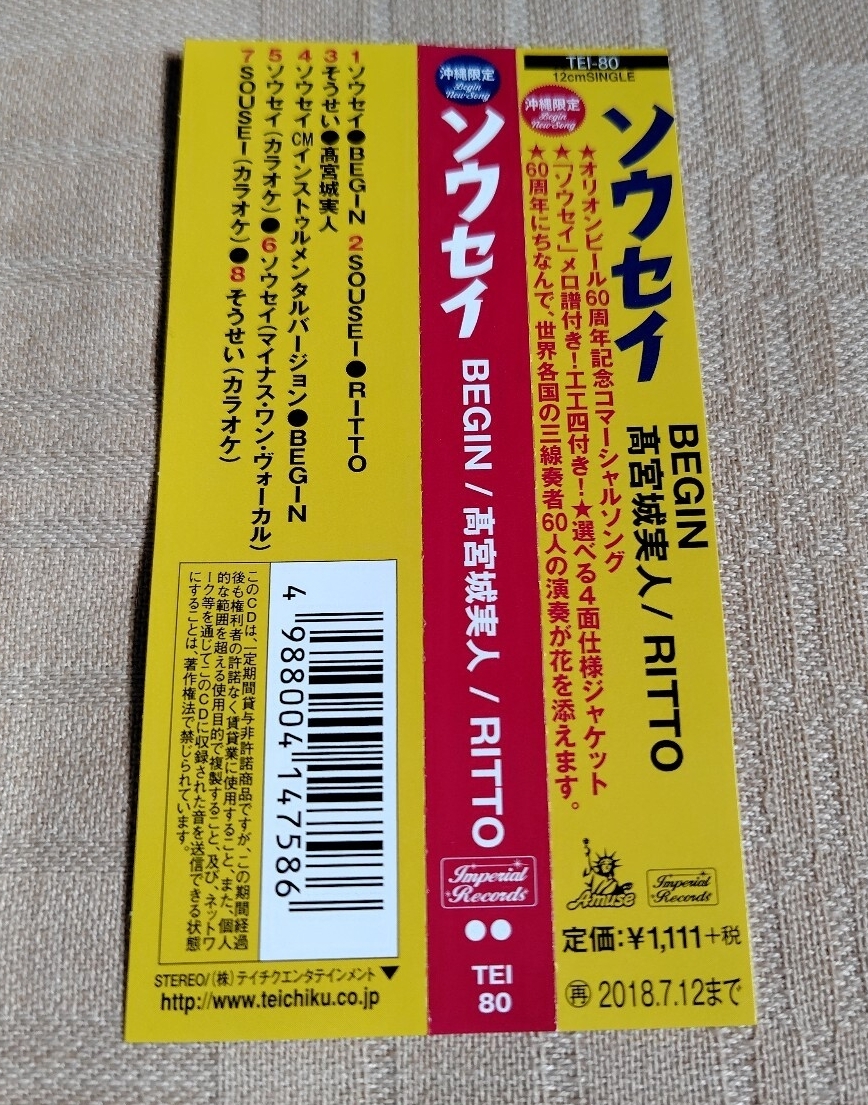 TEI-80
12cmSINGLE
沖縄限定
Begin
New Song
ソウセイ
BEGIN
髙宮城実人 / RITTO
★オリオンビール60周年記念コマーシャルソング
★「ソウセイ」メロ譜付き!工工四付き!★選べる4面仕様ジャケット
★60周年にちなんで、世界各国の三線奏者60人の演奏が花を添えます。
Amuse
Imperial
Records
定価:¥1,111+税
再 2018.7.12まで
沖縄限定
Begin
New Song
ソウセイ BEGIN / 髙宮城実人 / RITTO
Imperial
Records
●●
TEI
80
1 ソウセイ●BEGIN 2 SOUSEI●RITTO
3 そうせい●髙宮城実人
4 ソウセイCMインストゥルメンタルバージョン●BEGIN
5 ソウセイ(カラオケ)●6 ソウセイ(マイナス・ワン・ヴォーカル)
7 SOUSEI(カラオケ)●8 そうせい(カラオケ)
4 988004 147586
このCDは、一定期間貸与非許諾商品ですが、この期間経過
後も権利者の許諾なく賃貸業に使用すること、また、個人
的な範囲を超える使用目的で複製すること、及び、ネットワ
ーク等を通じてこのCDに収録された音を送信できる状態
にすることは、著作権法で禁じられています。
STEREO/(株)テイチクエンタテインメント▼
http://www.teichiku.co.jp